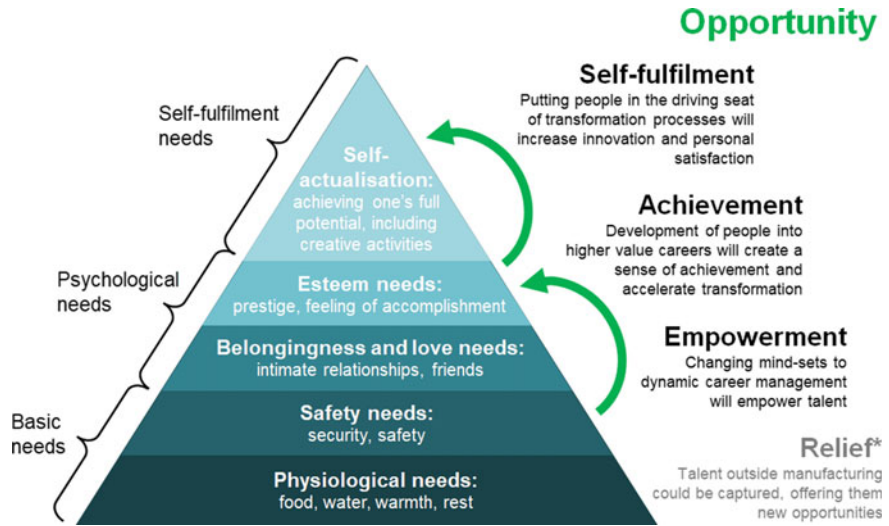 Opportunity
Self-fulfilment
needs
Psychological
needs
Basic
needs
Self-
actualisation:
achieving one's full
potential, including
creative activities
Esteem needs:
prestige, feeling of accomplishment
Belongingness and love needs:
intimate relationships, friends
Safety needs:
security, safety
Physiological needs:
food, water, warmth, rest
Self-fulfilment
Putting people in the driving seat
of transformation processes will
increase innovation and personal
satisfaction
Achievement
Development of people into
higher value careers will create a
sense of achievement and
accelerate transformation
Empowerment
Changing mind-sets to
dynamic career management
will empower talent
Relief*
Talent outside manufacturing
could be captured, offering them
new opportunities